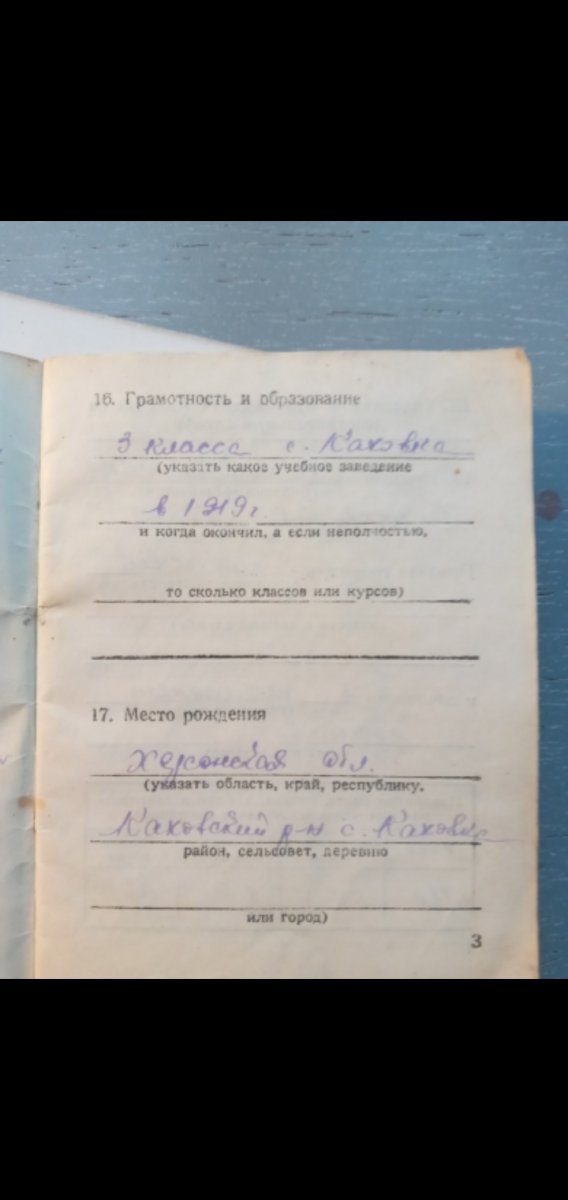 16. Грамотность и образование
3 класса с. Каховка
(указать какое учебное заведение
в 1919 г.
и когда окончил, а если неполностью,
то сколько классов или курсов)
17. Место рождения
Херсонская обл.
(указать область, край, республику,
Каховский р-н с. Каховка
район, сельсовет, деревню
или город)
3